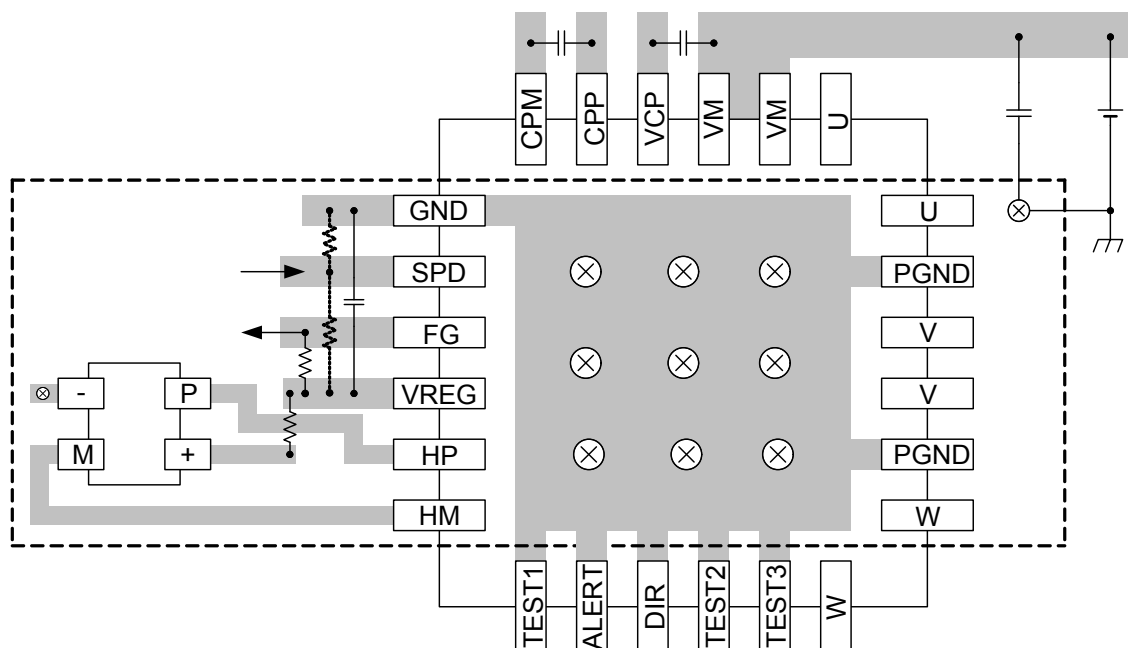 CPM
CPP
VCP
VM
VM
U
GND
U
SPD
PGND
FG
V
-
P
VREG
V
M
+
HP
PGND
HM
W
TEST1
ALERT
DIR
TEST2
TEST3
W